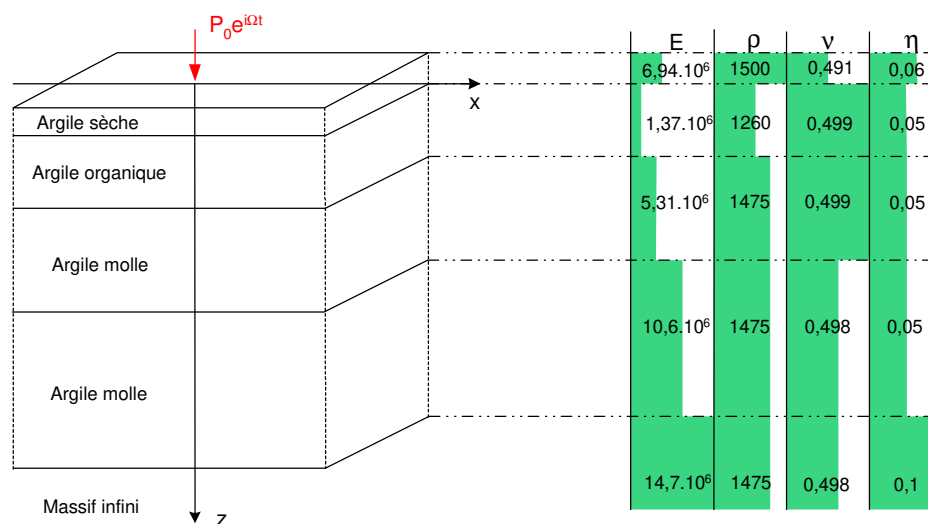 P₀e^iΩt
E ρ ν η
6,94.10⁶ 1500 0,491 0,06
x
Argile sèche
1,37.10⁶ 1260 0,499 0,05
Argile organique
5,31.10⁶ 1475 0,499 0,05
Argile molle
10,6.10⁶ 1475 0,498 0,05
Argile molle
14,7.10⁶ 1475 0,498 0,1
Massif infini
z